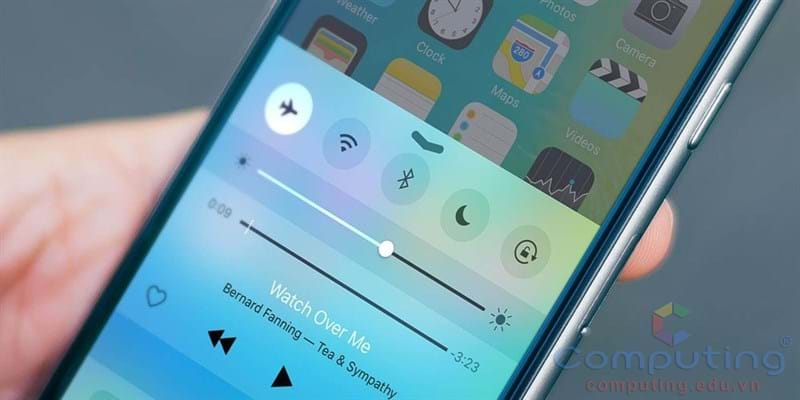 Weather
Clock
Photos
Camera
280
Maps
Videos
0:09
-3:23
Watch Over Me
Bernard Fanning — Tea & Sympathy
Computing®
computing.edu.vn